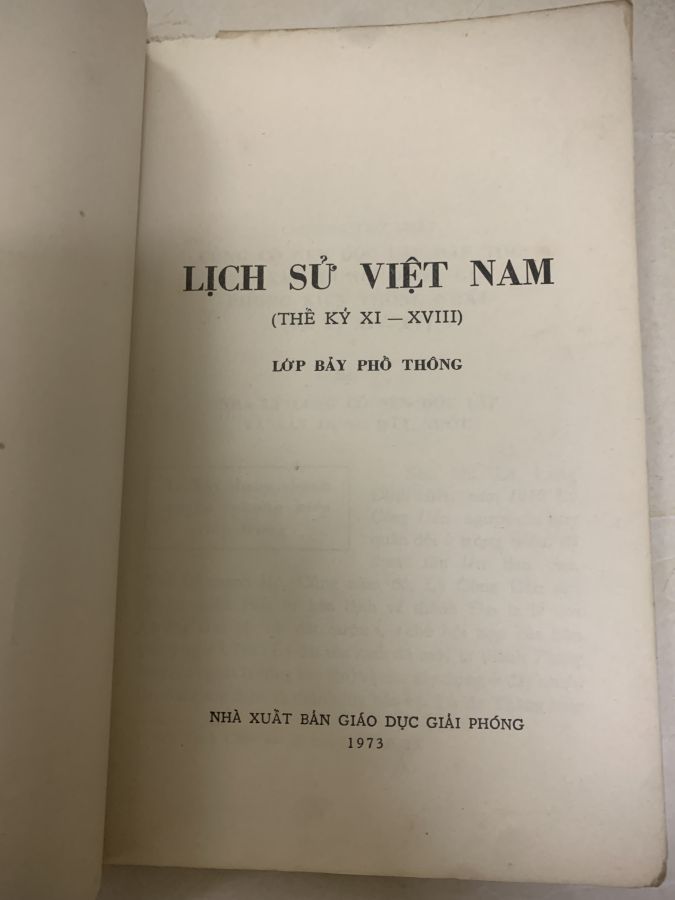 LỊCH SỬ VIỆT NAM
(THẾ KỶ XI — XVIII)
LỚP BẢY PHỔ THÔNG
NHÀ XUẤT BẢN GIÁO DỤC GIẢI PHÓNG
1973